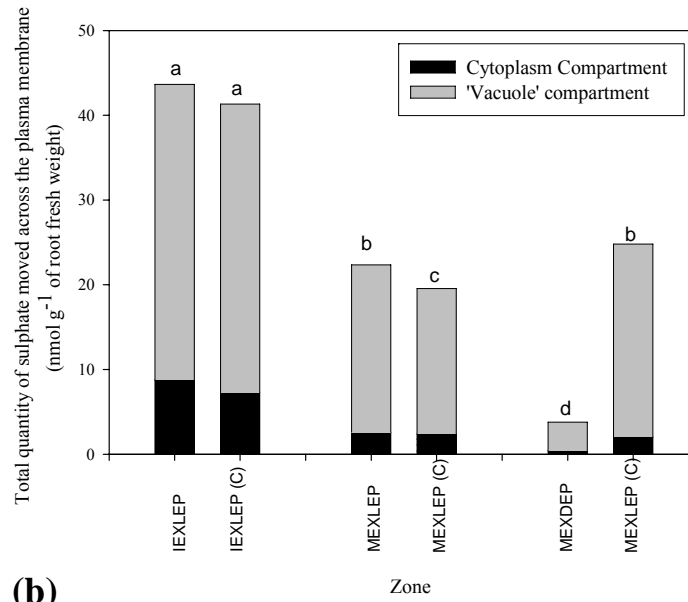 Total quantity of sulphate moved across the plasma membrane
(nmol g-1 of root fresh weight)
50
40
30
20
10
0
Cytoplasm Compartment
'Vacuole' compartment
a
a
b
c
d
b
IEXLEP
IEXLEP (C)
MEXLEP
MEXLEP (C)
MEXDEP
MEXLEP (C)
(b)
Zone